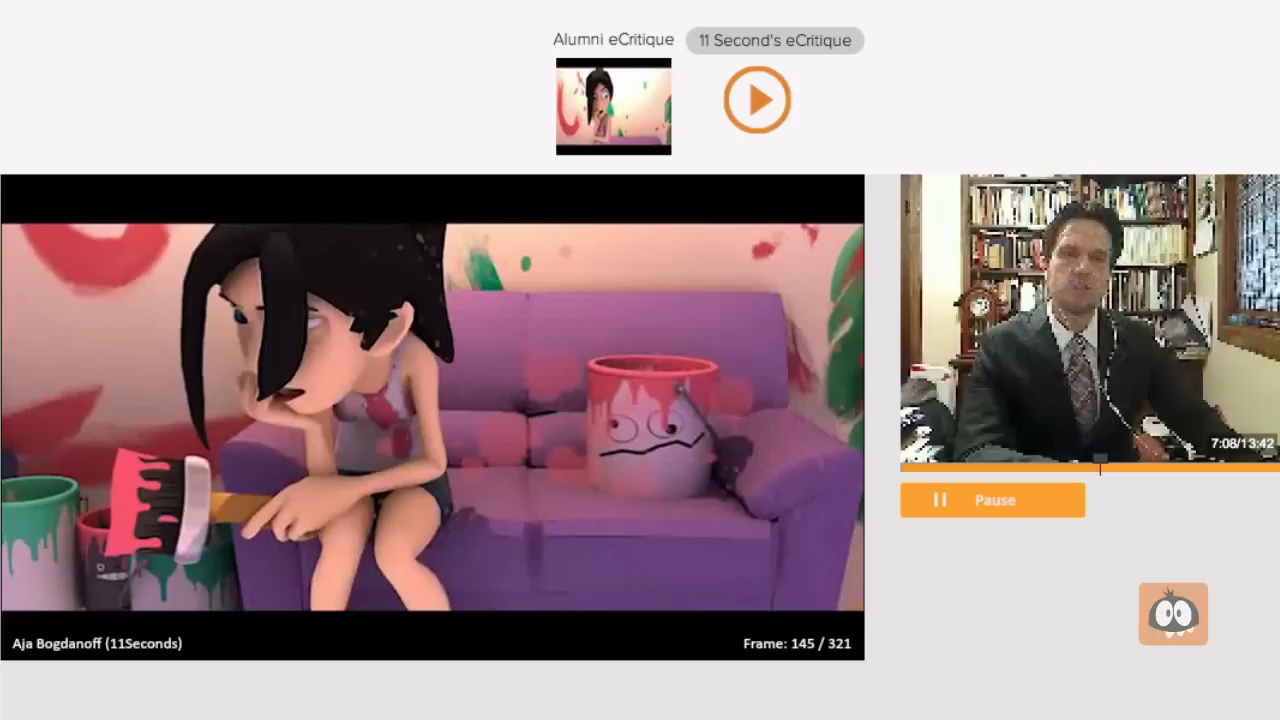 Alumni eCritique
11 Second's eCritique
7:08/13:42
Pause
Aja Bogdanoff (11Seconds)
Frame: 145 / 321